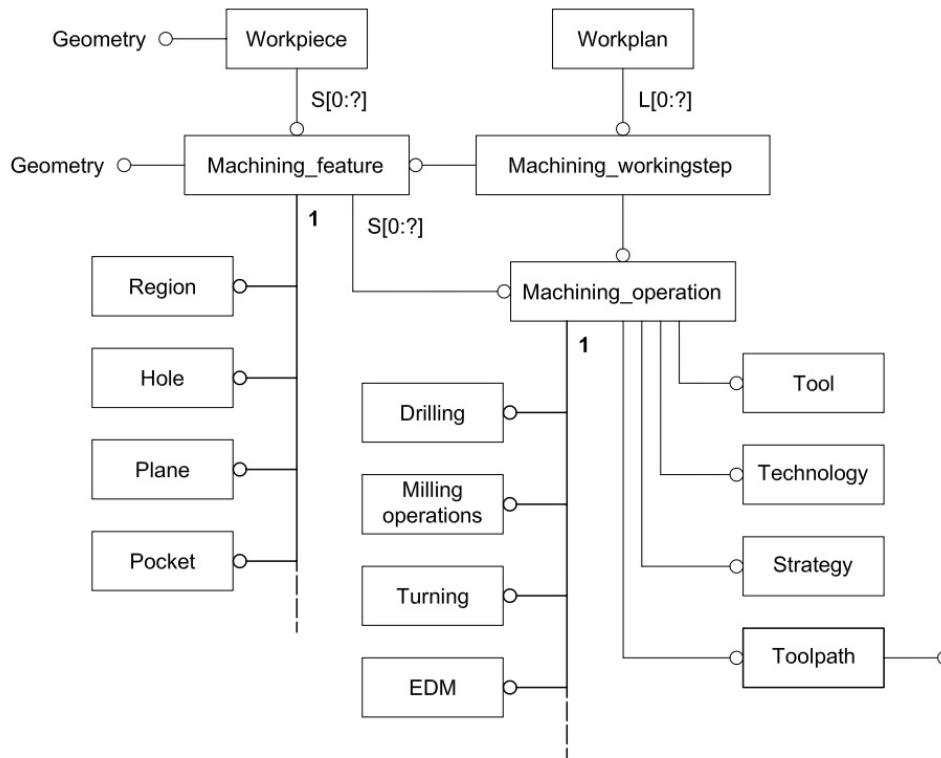 Geometry
Workpiece
Workplan
S[0:?]
L[0:?]
Geometry
Machining_feature
Machining_workingstep
1
S[0:?]
Region
Machining_operation
1
Hole
Tool
Drilling
Plane
Technology
Milling
operations
Pocket
Strategy
Turning
Toolpath
EDM